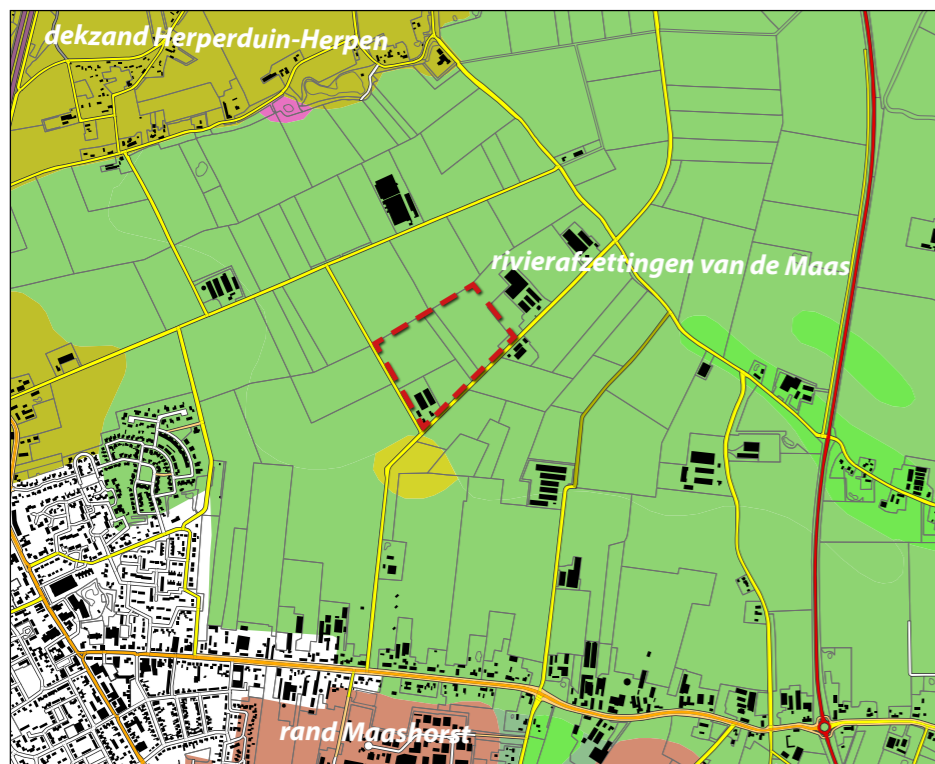 dekzand Herperduin-Herpen
rivierafzettingen van de Maas
rand Maashorst